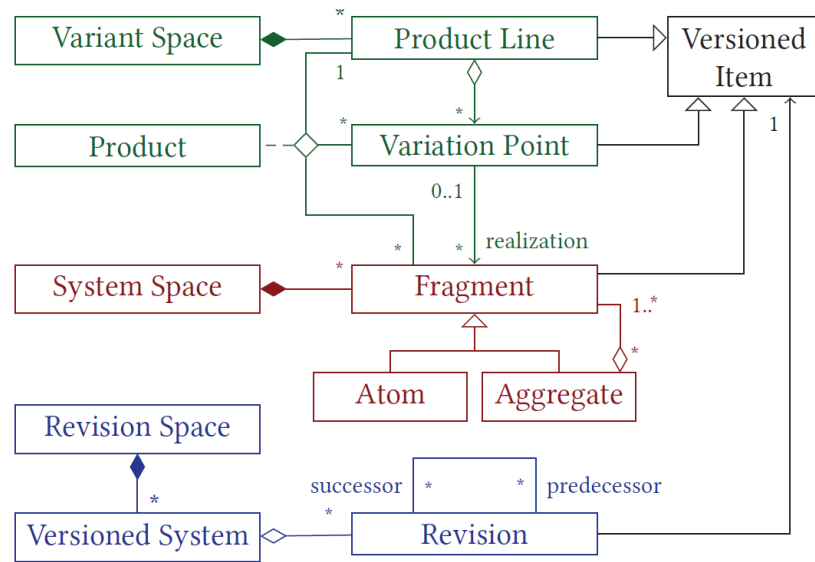 Variant Space
*
Product Line
Versioned
Item
1
*
1
Product
*
Variation Point
0..1
*
*
realization
System Space
*
Fragment
1..*
*
Atom
Aggregate
Revision Space
successor
*
*
predecessor
*
*
Versioned System
Revision